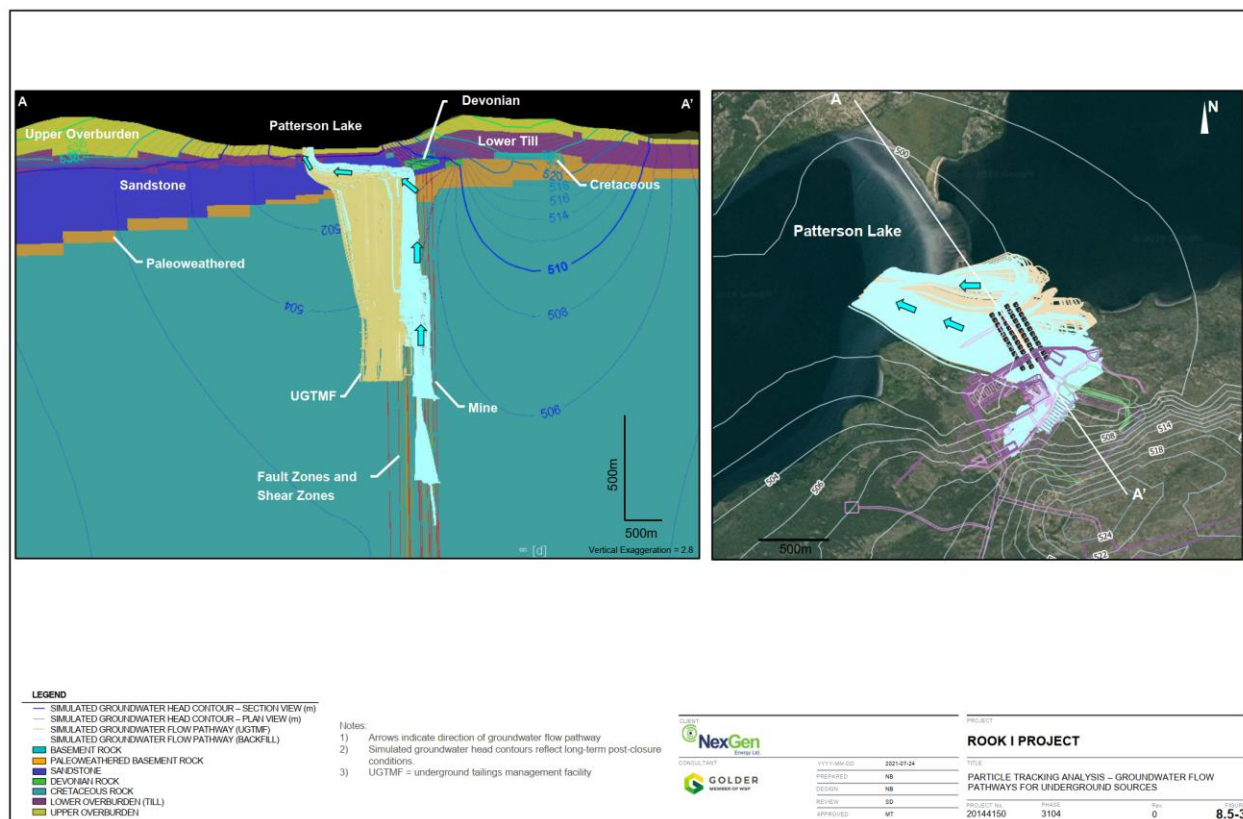 A
A'
Devonian
Patterson Lake
Upper Overburden
Lower Till
530
Sandstone
Cretaceous
520
518
516
514
502
Paleoweathered
510
504
508
506
UGTMF
Mine
Fault Zones and
Shear Zones
500m
500m
[d]
Vertical Exaggeration = 2.8
A
N
500
Patterson Lake
504
506
508
514
518
A'
524
522
500m
LEGEND
SIMULATED GROUNDWATER HEAD CONTOUR – SECTION VIEW (m)
SIMULATED GROUNDWATER HEAD CONTOUR – PLAN VIEW (m)
SIMULATED GROUNDWATER FLOW PATHWAY (UGTMF)
SIMULATED GROUNDWATER FLOW PATHWAY (BACKFILL)
BASEMENT ROCK
PALEOWEATHERED BASEMENT ROCK
SANDSTONE
DEVONIAN ROCK
CRETACEOUS ROCK
LOWER OVERBURDEN (TILL)
UPPER OVERBURDEN
Notes:
1) Arrows indicate direction of groundwater flow pathway
2) Simulated groundwater head contours reflect long-term post-closure
conditions.
3) UGTMF = underground tailings management facility
CLIENT
NexGen
Energy Ltd.
CONSULTANT
GOLDER
MEMBER OF WSP
YYYY-MM-DD 2021-07-24
PREPARED NB
DESIGN NB
REVIEW SD
APPROVED MT
PROJECT
ROOK I PROJECT
TITLE
PARTICLE TRACKING ANALYSIS – GROUNDWATER FLOW
PATHWAYS FOR UNDERGROUND SOURCES
PROJECT No. PHASE Rev. FIGUR
20144150 3104 0 8.5-3